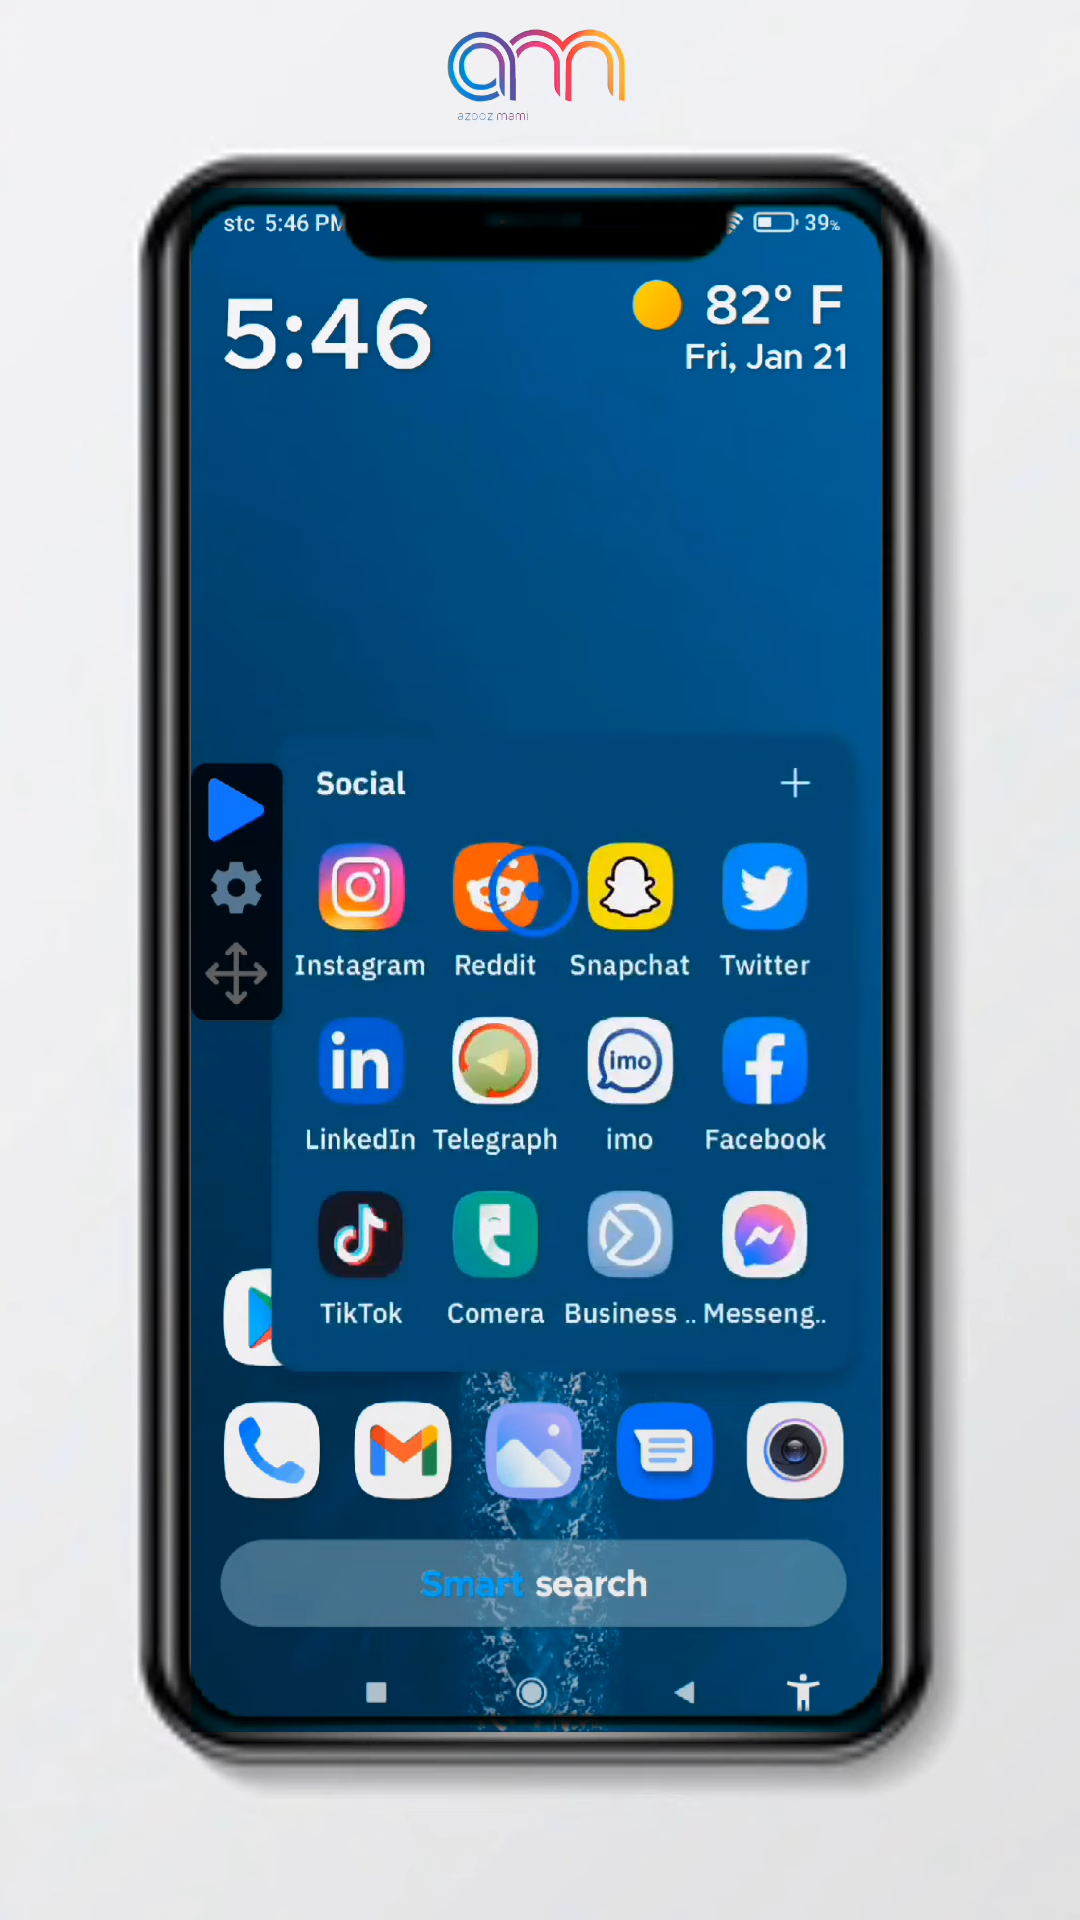 azooz mami
stc 5:46 PM 39%
5:46
82° F
Fri, Jan 21
Social
Instagram Reddit Snapchat Twitter
in imo f
LinkedIn Telegraph imo Facebook
TikTok Comera Business .. Messeng..
Smart search